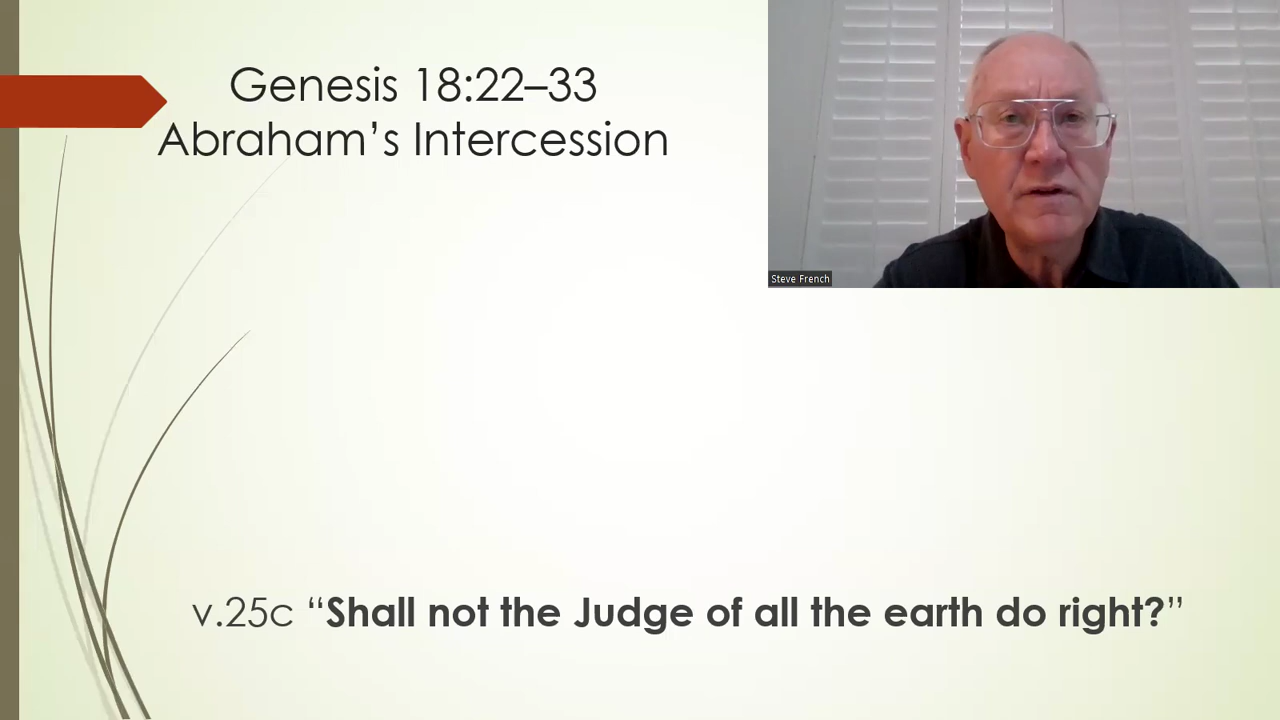 Genesis 18:22–33
Abraham’s Intercession
Steve French
v.25c “Shall not the Judge of all the earth do right?”